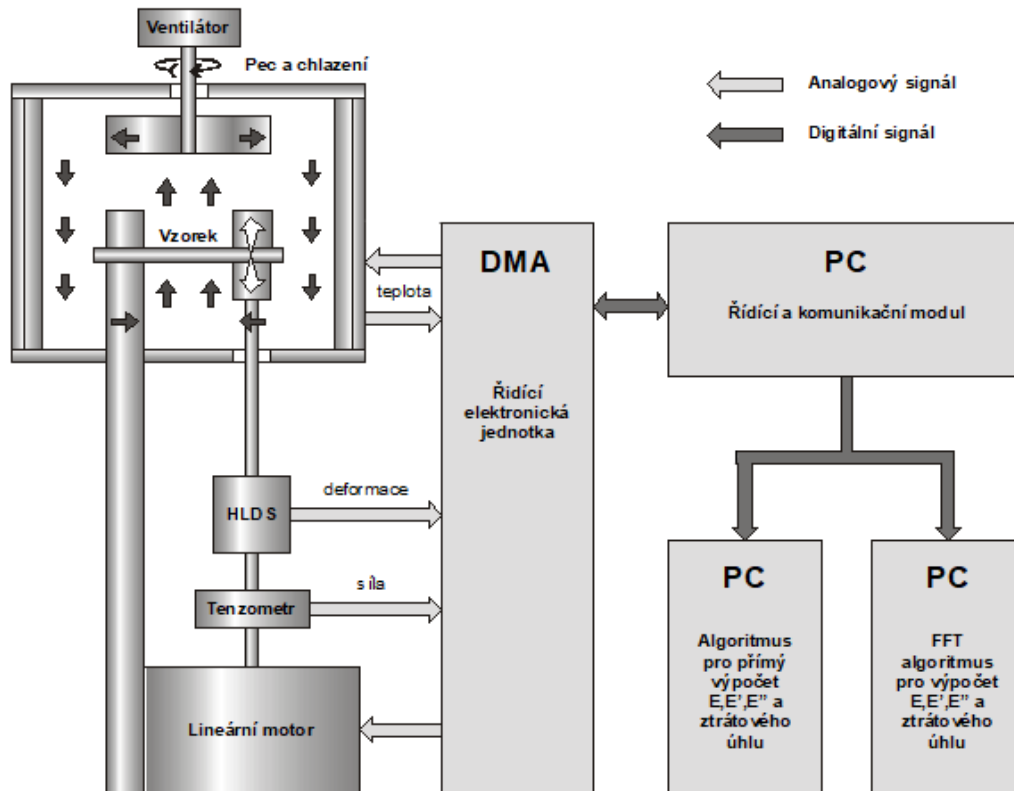 Ventilátor
Pec a chlazení
Analogový signál
Digitální signál
Vzorek
teplota
DMA
Řidící
elektronická
jednotka
PC
Řídící a komunikační modul
HLDS
deformace
Tenzometr
síla
Lineární motor
PC
Algoritmus
pro přímý
výpočet
E,E',E" a
ztrátového
úhlu
PC
FFT
algoritmus
pro výpočet
E,E',E" a
ztrátového
úhlu